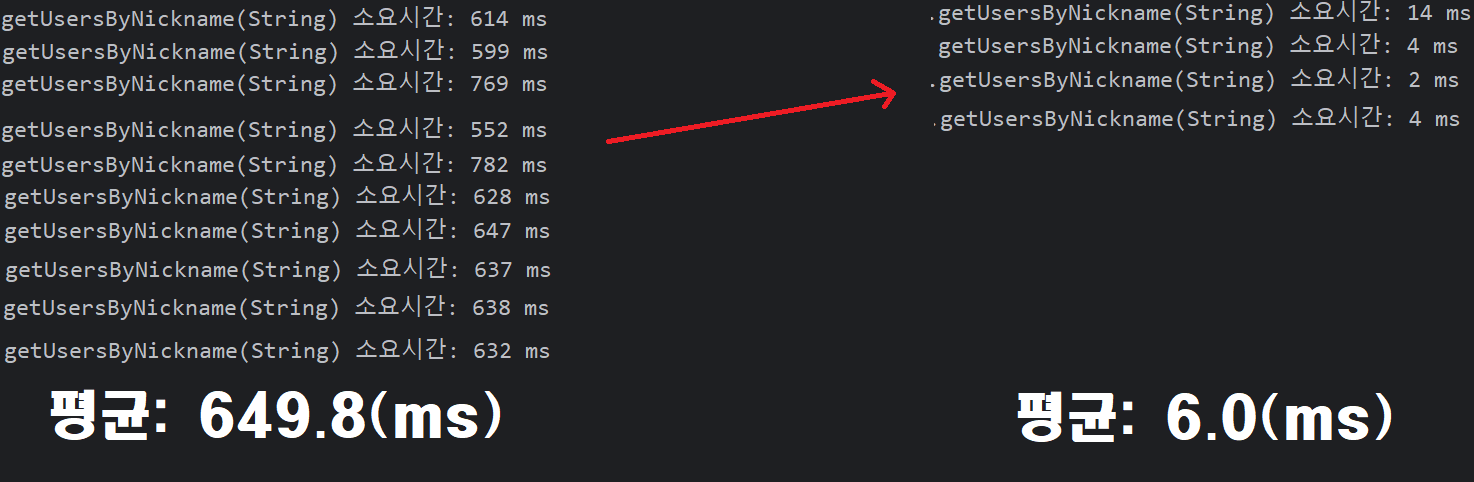 getUsersByNickname(String) 소요시간: 614 ms
getUsersByNickname(String) 소요시간: 599 ms
getUsersByNickname(String) 소요시간: 769 ms
getUsersByNickname(String) 소요시간: 552 ms
getUsersByNickname(String) 소요시간: 782 ms
getUsersByNickname(String) 소요시간: 628 ms
getUsersByNickname(String) 소요시간: 647 ms
getUsersByNickname(String) 소요시간: 637 ms
getUsersByNickname(String) 소요시간: 638 ms
getUsersByNickname(String) 소요시간: 632 ms
평균: 649.8(ms)
.getUsersByNickname(String) 소요시간: 14 ms
getUsersByNickname(String) 소요시간: 4 ms
.getUsersByNickname(String) 소요시간: 2 ms
.getUsersByNickname(String) 소요시간: 4 ms
평균: 6.0(ms)